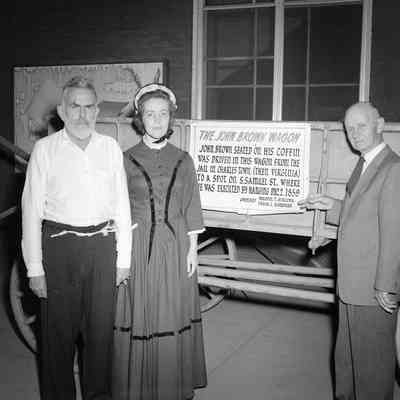 THE JOHN BROWN WAGON
JOHN BROWN SEATED ON HIS COFFIN
WAS DRIVEN IN THIS WAGON FROM THE
JAIL IN CHARLES TOWN, (THEN VIRGINIA)
TO A SPOT ON S. SAMUEL ST., WHERE
HE WAS EXECUTED BY HANGING DEC. 2, 1859